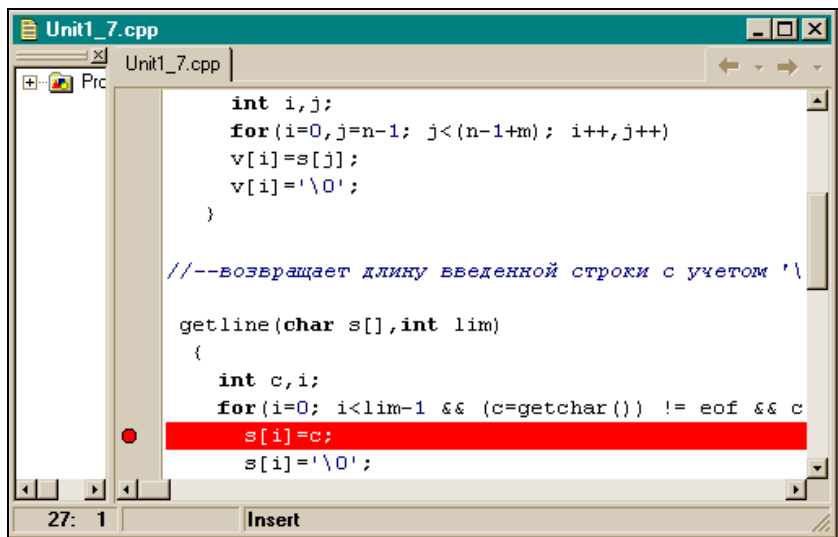 Unit1_7.cpp
Unit1_7.cpp
Pro
int i,j;
for(i=0,j=n-1; j<(n-1+m); i++,j++)
v[i]=s[j];
v[i]='\0';
}
//--возвращает длину введенной строки с учетом '\
getline(char s[],int lim)
{
int c,i;
for(i=0; i<lim-1 && (c=getchar()) != eof && c
s[i]=c;
s[i]='\0';
27: 1 Insert